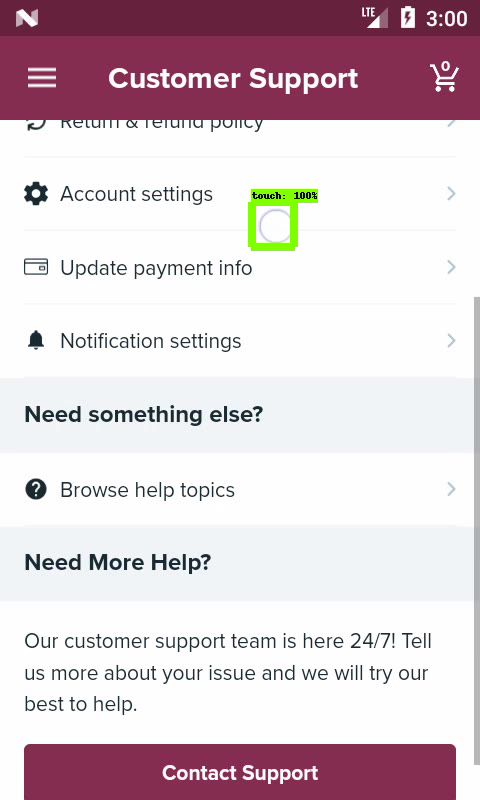 LTE 3:00
Customer Support 0
Return & refund policy
touch: 100%
Account settings
Update payment info
Notification settings
Need something else?
Browse help topics
Need More Help?
Our customer support team is here 24/7! Tell
us more about your issue and we will try our
best to help.
Contact Support